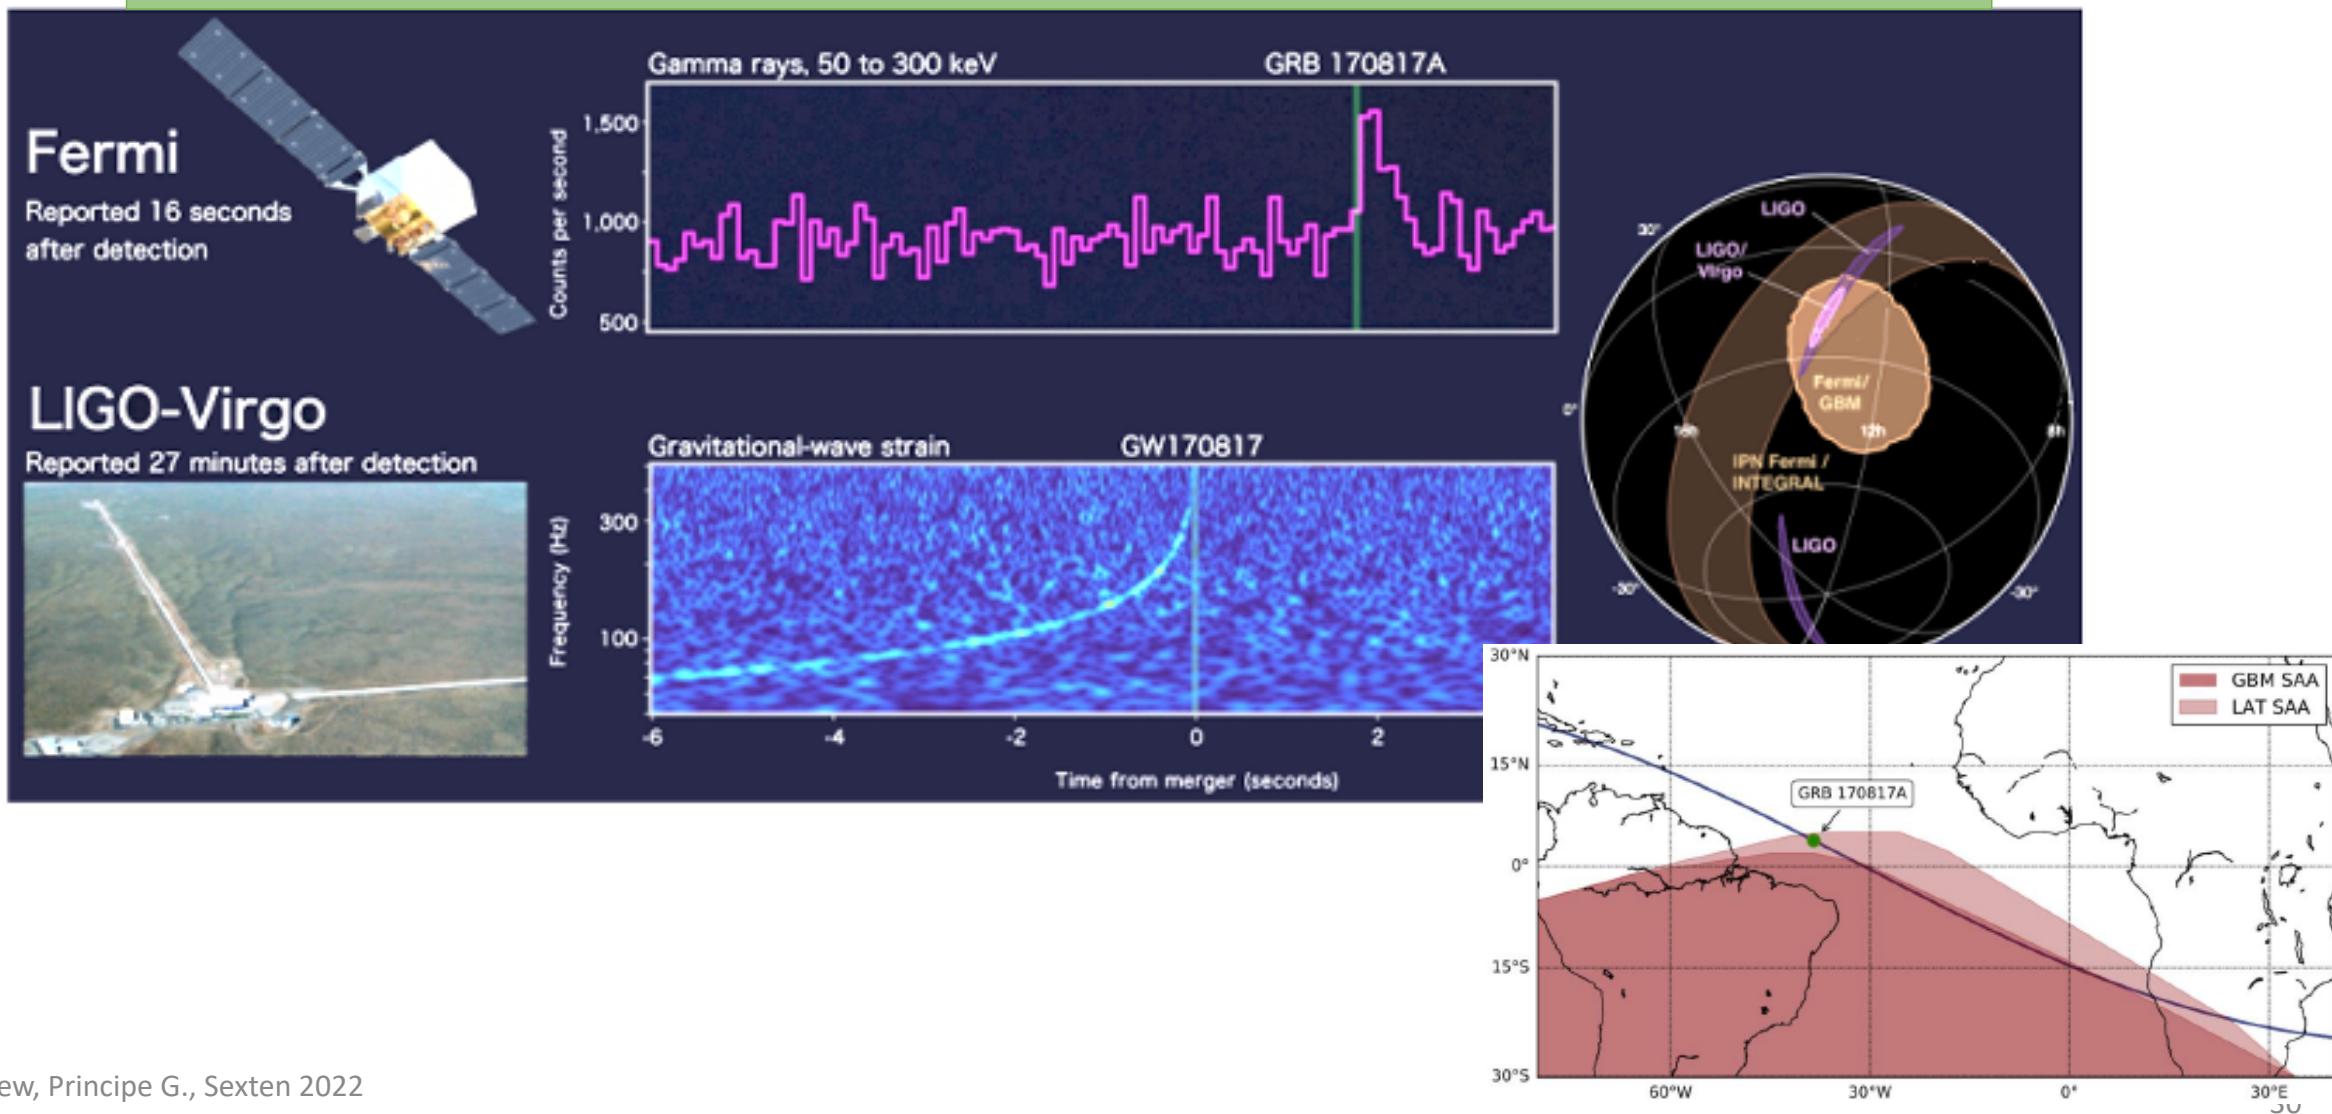 Fermi
Reported 16 seconds
after detection
Gamma rays, 50 to 300 keV
GRB 170817A
Counts per second
1,500
1,000
500
LIGO-Virgo
Reported 27 minutes after detection
Gravitational-wave strain
GW170817
Frequency (Hz)
300
100
-6
-4
-2
0
2
Time from merger (seconds)
LIGO
30°
LIGO/
Virgo
Fermi/
GBM
0°
16h
12h
8h
IPN Fermi /
INTEGRAL
LIGO
-30°
-30°
30°N
15°N
0°
15°S
30°S
GBM SAA
LAT SAA
GRB 170817A
60°W
30°W
0°
30°E
ew, Principe G., Sexten 2022